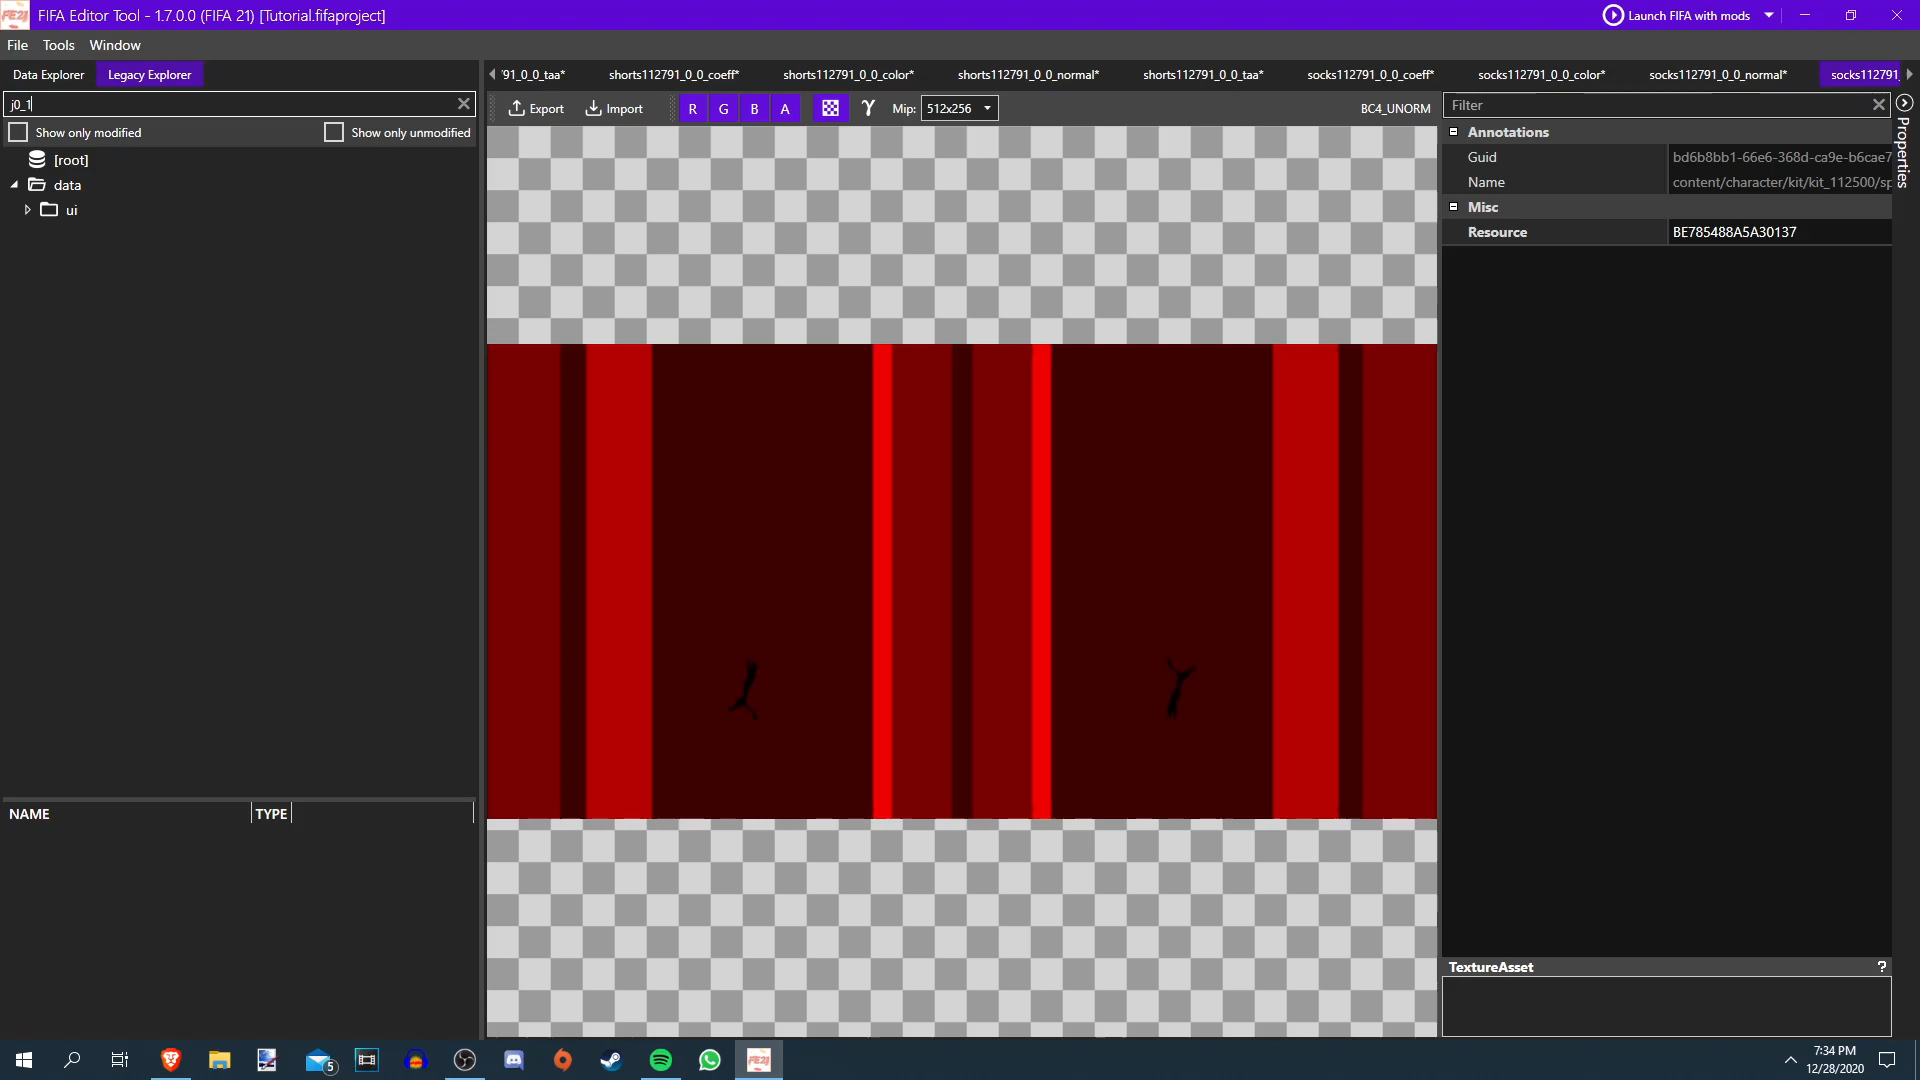 FIFA Editor Tool - 1.7.0.0 (FIFA 21) [Tutorial.fifaproject]
Launch FIFA with mods
File Tools Window
Data Explorer Legacy Explorer
'91_0_0_taa* shorts112791_0_0_coeff* shorts112791_0_0_color* shorts112791_0_0_normal* shorts112791_0_0_taa* socks112791_0_0_coeff* socks112791_0_0_color* socks112791_0_0_normal* socks112791_
j0_1
Export Import R G B A γ Mip: 512x256 BC4_UNORM
Filter
Show only modified Show only unmodified
Annotations
Guid bd6b8bb1-66e6-368d-ca9e-b6cae7
Name content/character/kit/kit_112500/sp
Misc
Resource BE785488A5A30137
Properties
[root]
data
ui
NAME TYPE
TextureAsset ?
5
7:34 PM
12/28/2020